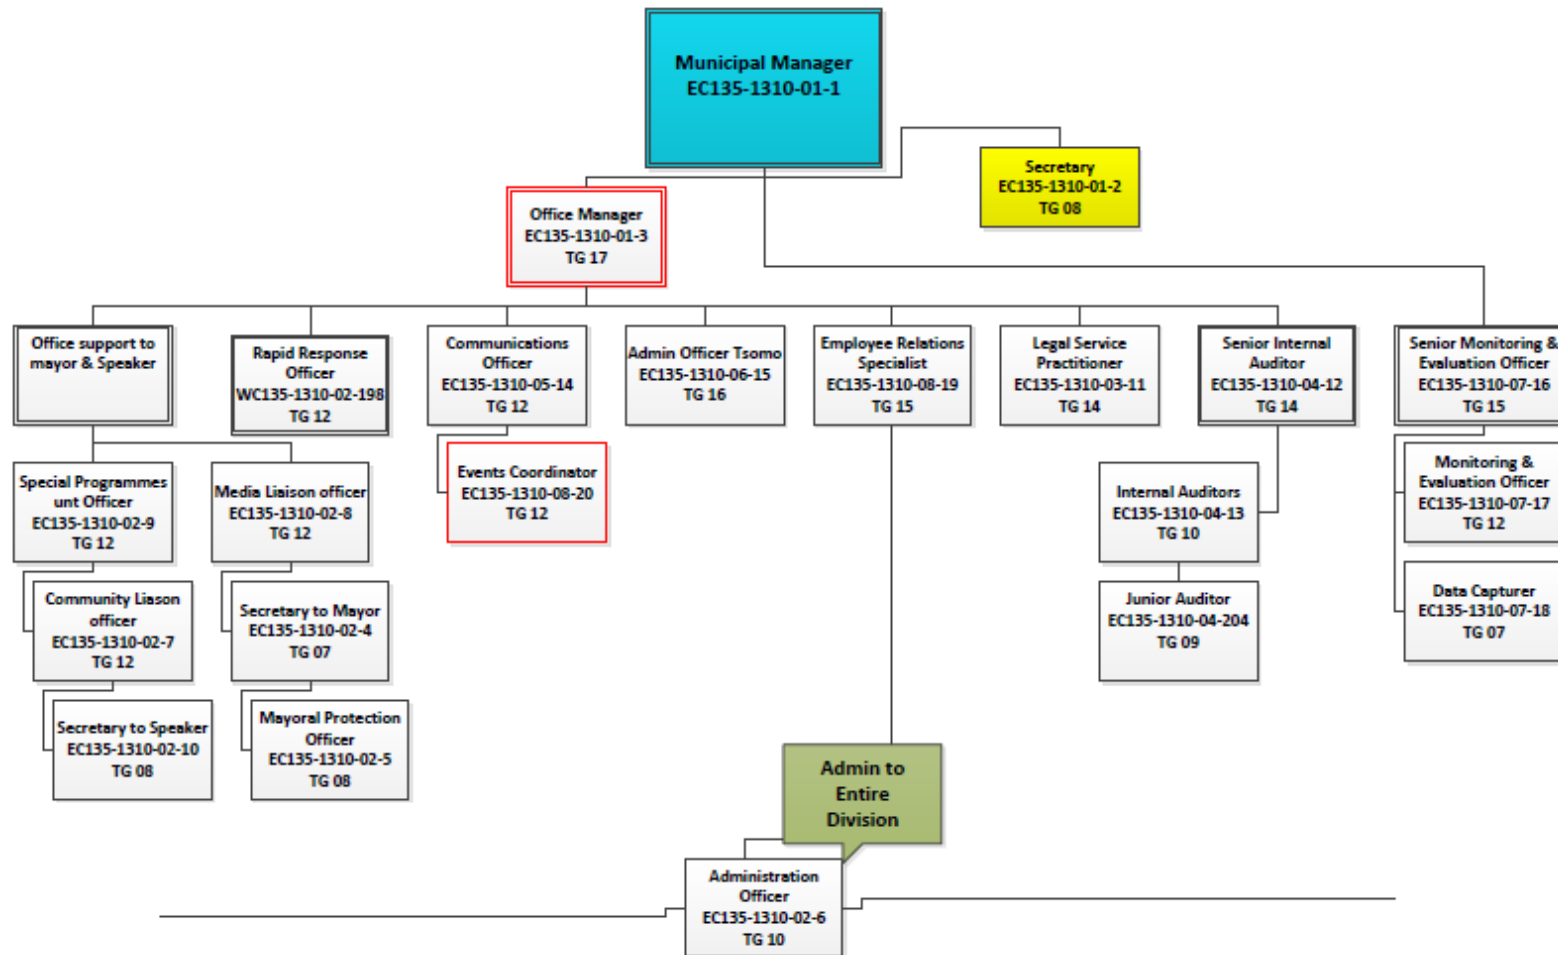 Municipal Manager
EC135-1310-01-1
Secretary
EC135-1310-01-2
TG 08
Office Manager
EC135-1310-01-3
TG 17
Office support to
mayor & Speaker
Rapid Response
Officer
WC135-1310-02-198
TG 12
Communications
Officer
EC135-1310-05-14
TG 12
Admin Officer Tsomo
EC135-1310-06-15
TG 16
Employee Relations
Specialist
EC135-1310-08-19
TG 15
Legal Service
Practitioner
EC135-1310-03-11
TG 14
Senior Internal
Auditor
EC135-1310-04-12
TG 14
Senior Monitoring &
Evaluation Officer
EC135-1310-07-16
TG 15
Special Programmes
unt Officer
EC135-1310-02-9
TG 12
Media Liaison officer
EC135-1310-02-8
TG 12
Events Coordinator
EC135-1310-08-20
TG 12
Internal Auditors
EC135-1310-04-13
TG 10
Monitoring &
Evaluation Officer
EC135-1310-07-17
TG 12
Community Liason
officer
EC135-1310-02-7
TG 12
Secretary to Mayor
EC135-1310-02-4
TG 07
Junior Auditor
EC135-1310-04-204
TG 09
Data Capturer
EC135-1310-07-18
TG 07
Secretary to Speaker
EC135-1310-02-10
TG 08
Mayoral Protection
Officer
EC135-1310-02-5
TG 08
Admin to
Entire
Division
Administration
Officer
EC135-1310-02-6
TG 10